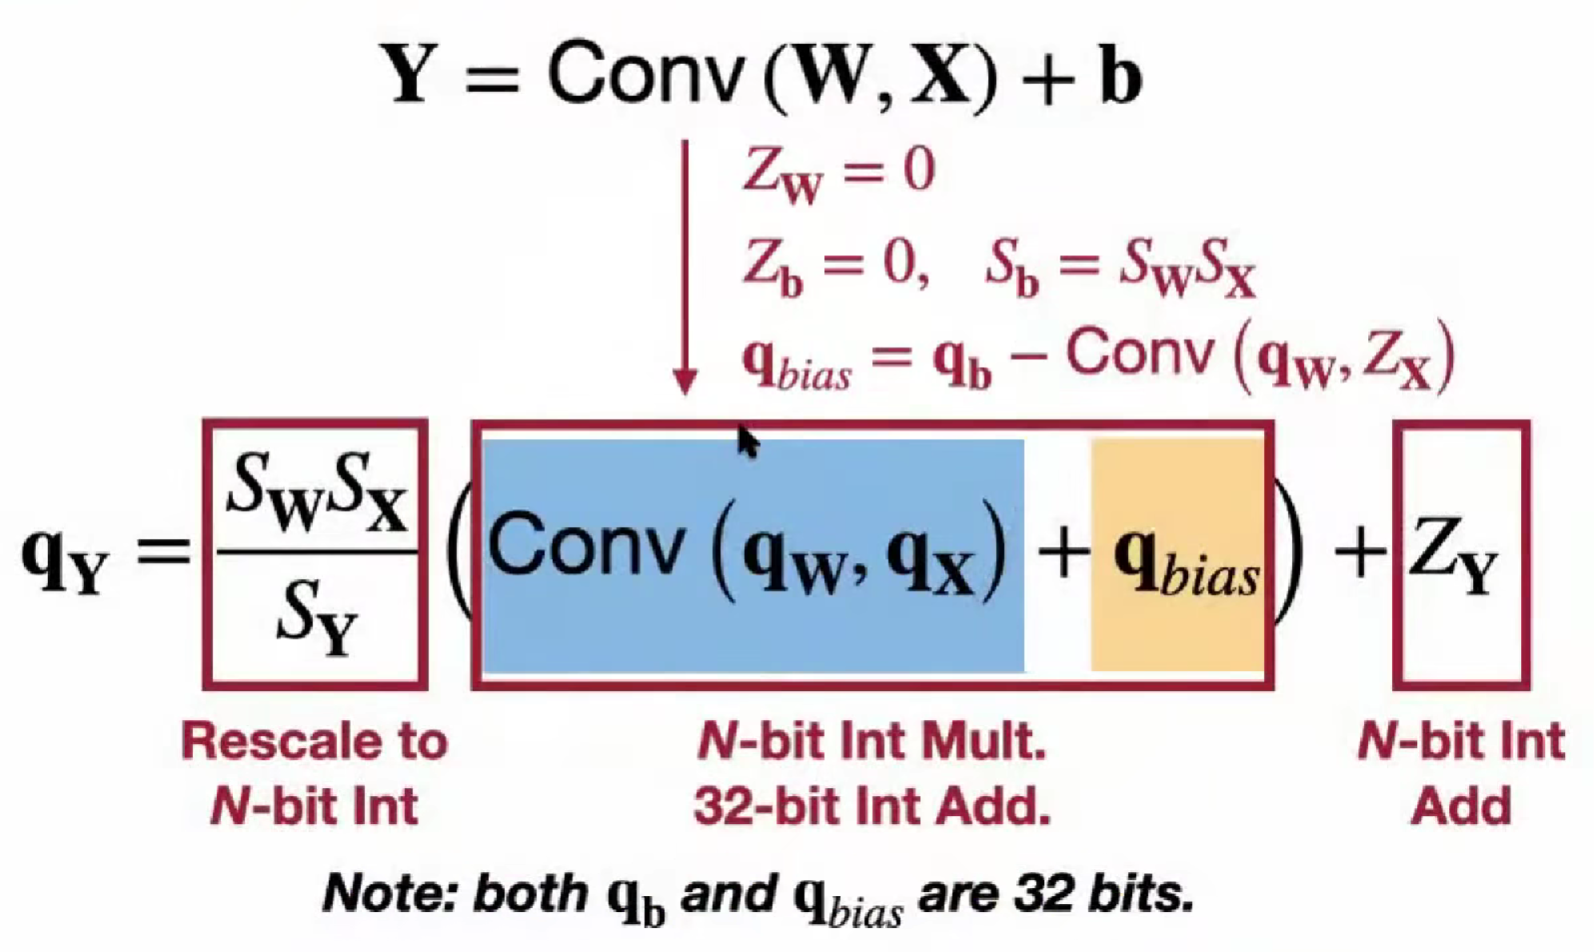 Y = Conv (W, X) + b
Z_W = 0
Z_b = 0, S_b = S_W S_X
q_bias = q_b − Conv (q_W, Z_X)
q_Y = S_W S_X / S_Y (Conv (q_W, q_X) + q_bias) + Z_Y
Rescale to N-bit Int Mult. N-bit Int
N-bit Int 32-bit Int Add. Add
Note: both q_b and q_bias are 32 bits.